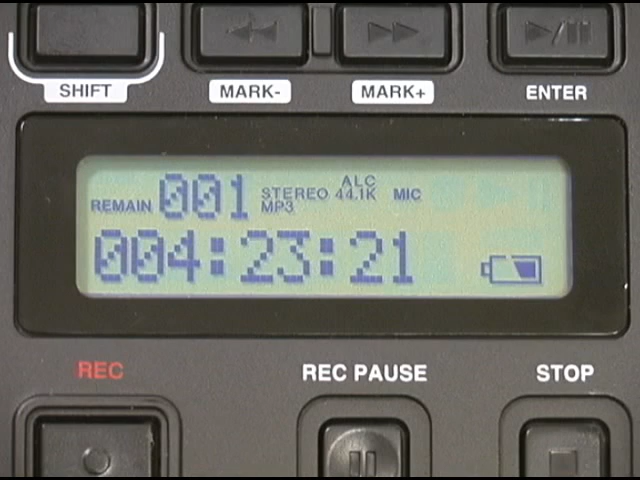 SHIFT MARK- MARK+ ENTER
ALC
REMAIN 001 STEREO 44.1K MIC
MP3
004:23:21
REC REC PAUSE STOP